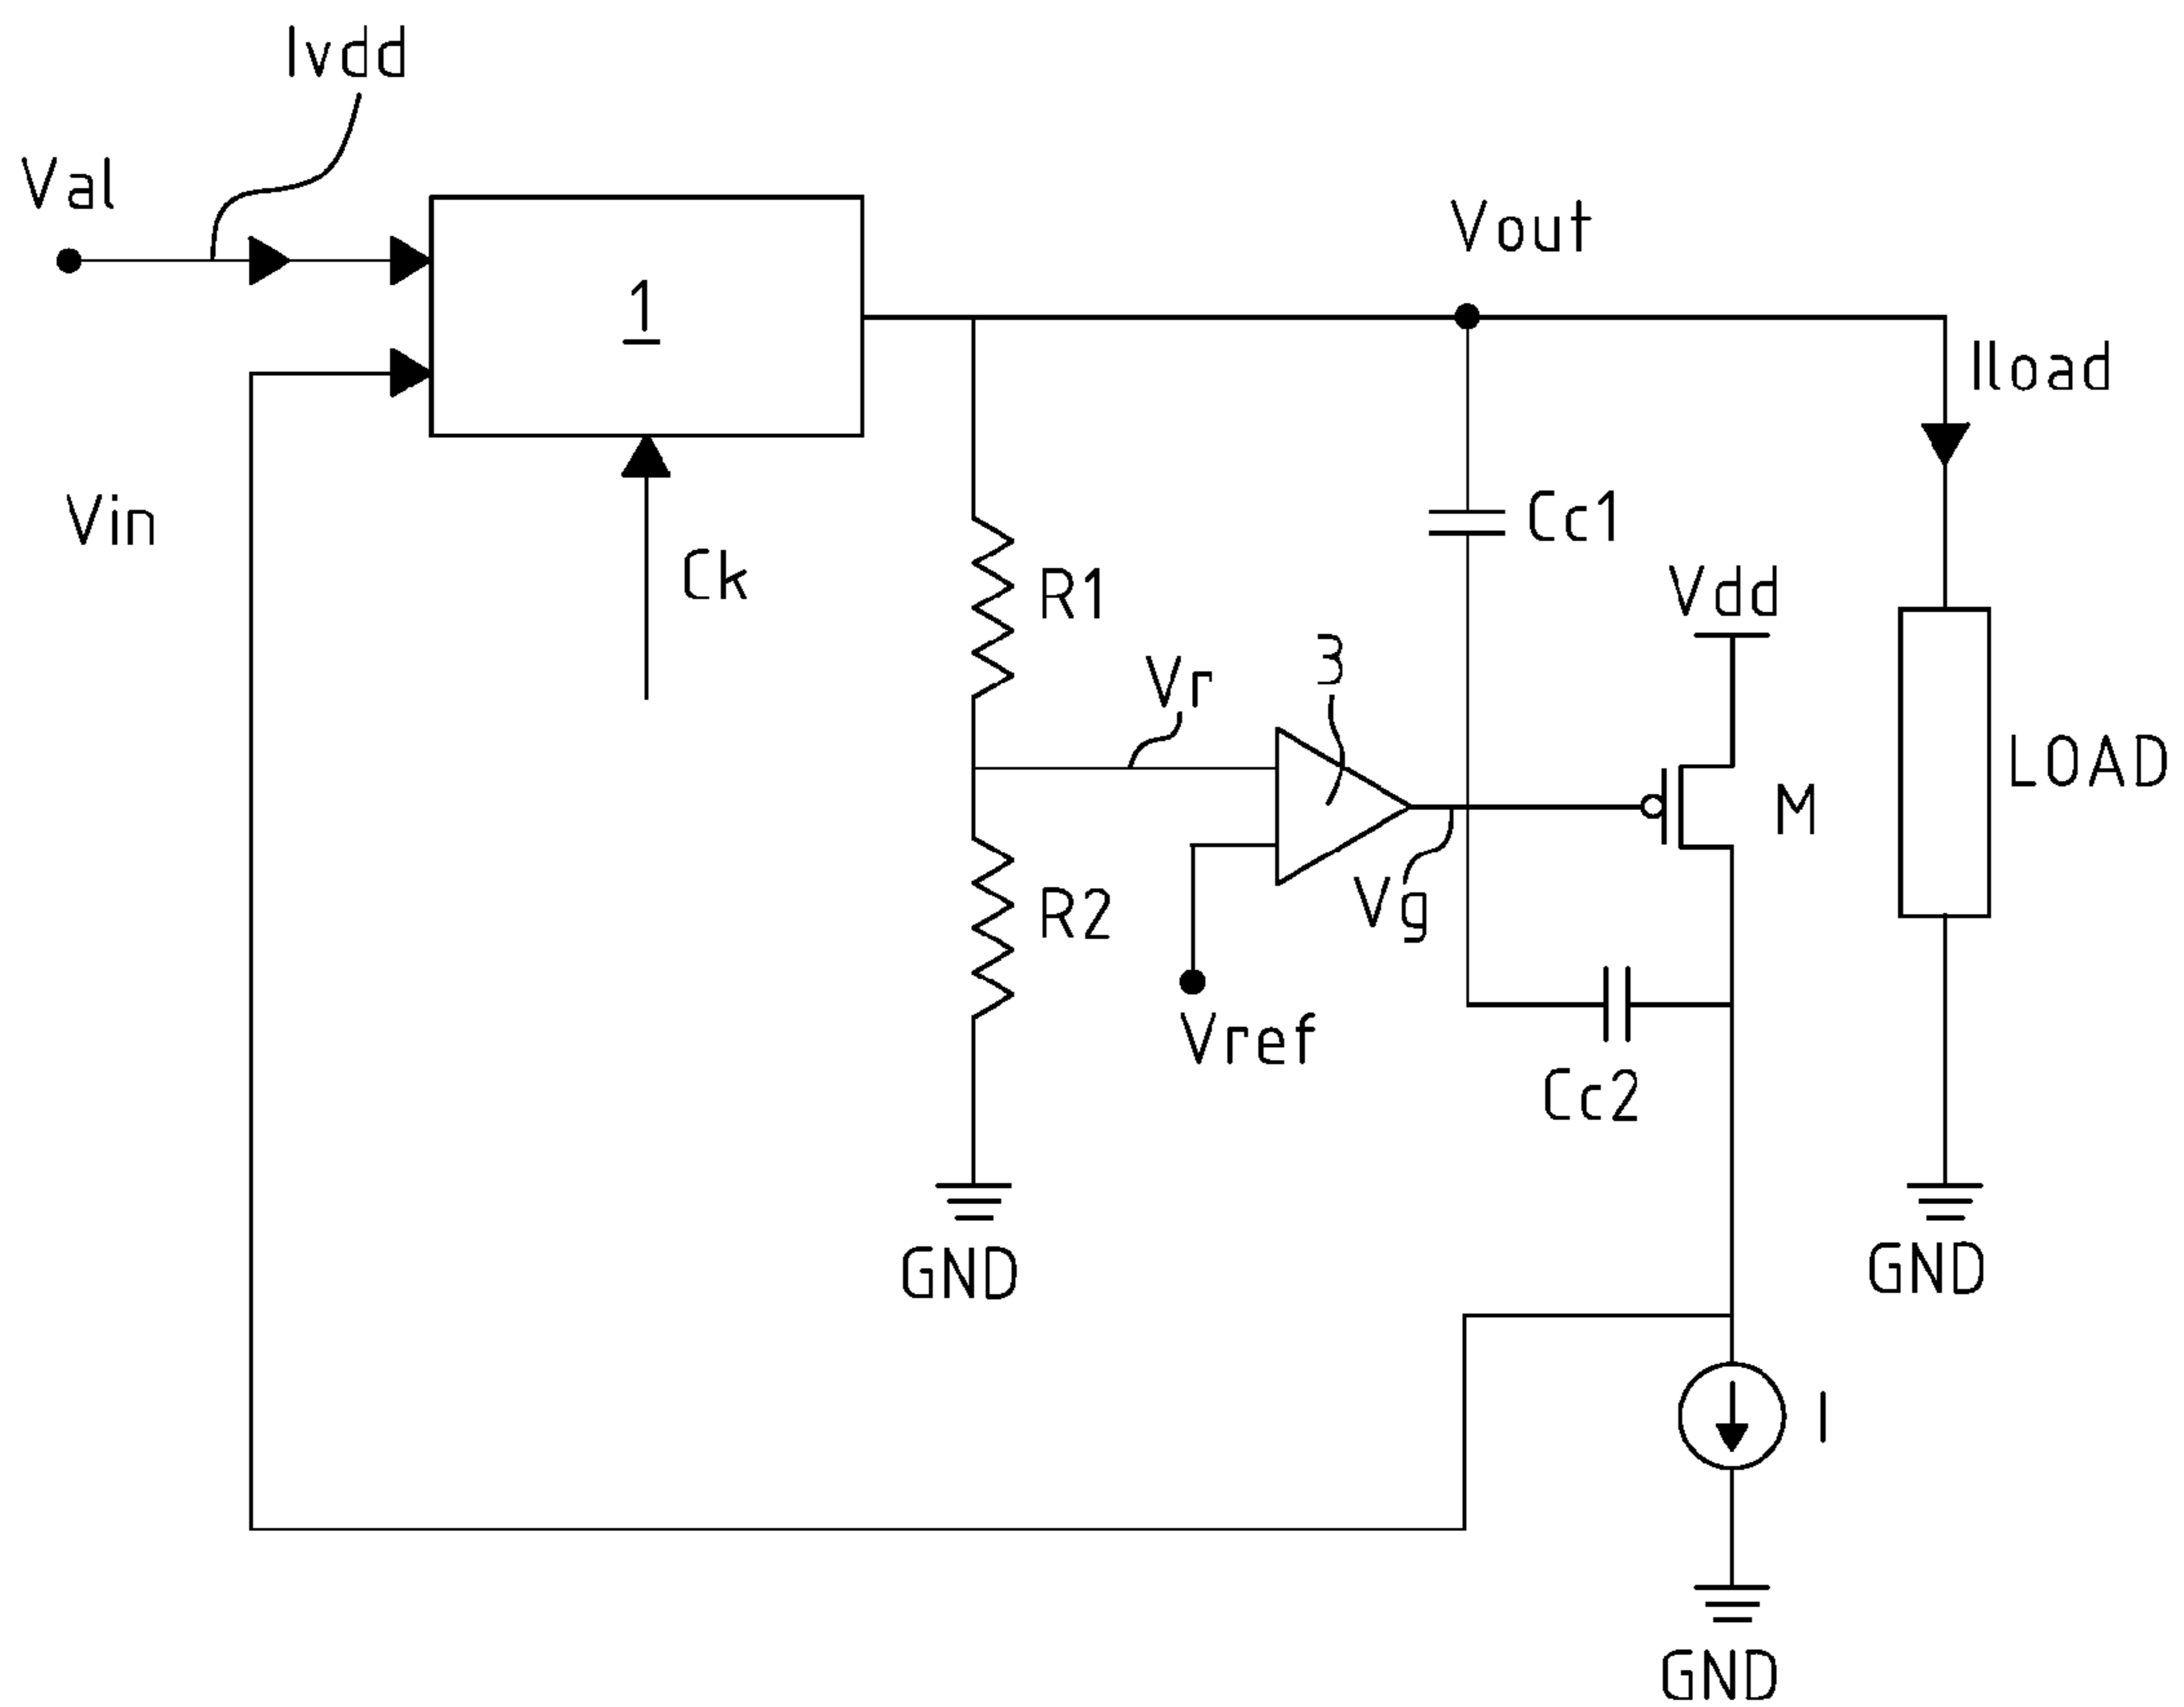 Ivdd
Val
Vout
1
Iload
Vin
Cc1
Ck
R1
Vdd
3
Vr
LOAD
M
R2
Vg
Vref
Cc2
GND
GND
I
GND